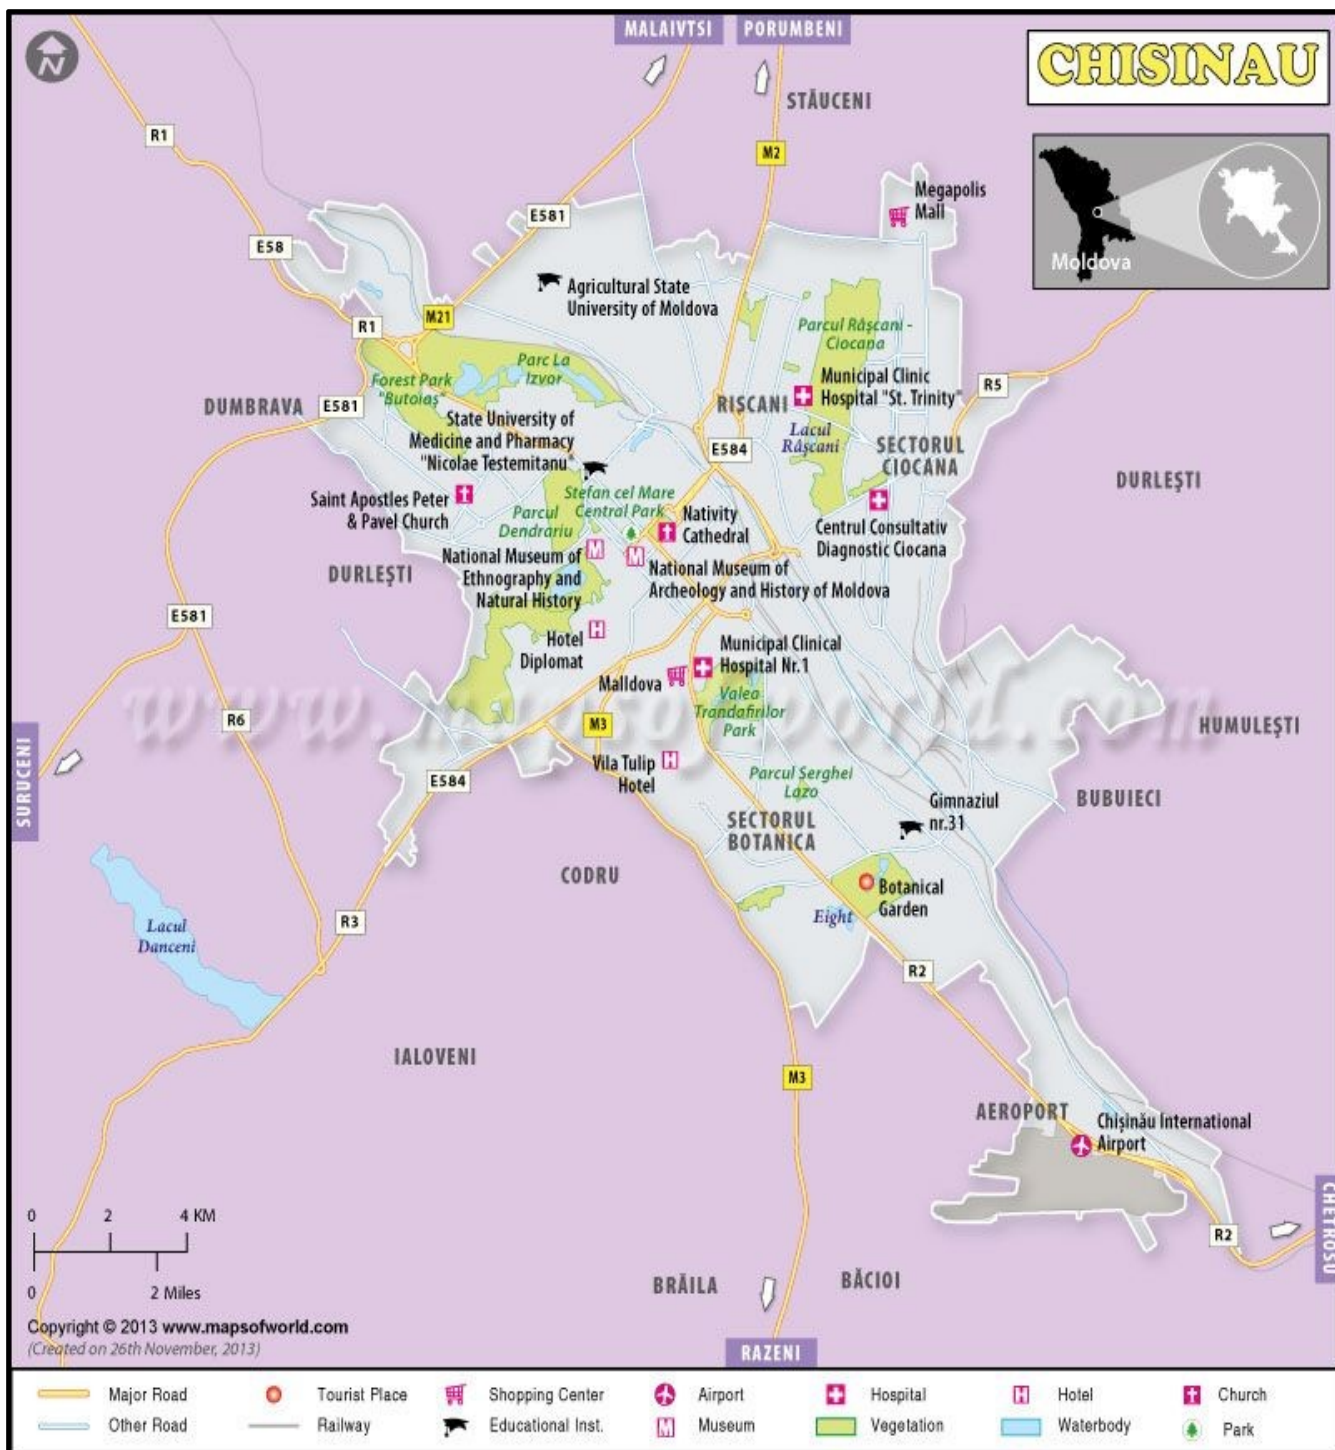 MALAIVTSI
PORUMBENI
N
CHISINAU
STĂUCENI
R1
M2
Moldova
Megapolis
Mall
E581
E58
Agricultural State
University of Moldova
M21
R1
Parcul Râşcani -
Ciocana
Parc La
Izvor
Forest Park
"Butoiaş"
Municipal Clinic
Hospital "St. Trinity"
R5
DUMBRAVA
E581
RIŞCANI
State University of
Medicine and Pharmacy
"Nicolae Testemitanu"
Lacul
Râşcani
SECTORUL
CIOCANA
E584
DURLEŞTI
Saint Apostles Peter
& Pavel Church
Stefan cel Mare
Central Park
Parcul
Dendrariu
Nativity
Cathedral
Centrul Consultativ
Diagnostic Ciocana
National Museum of
Ethnography and
Natural History
National Museum of
Archeology and History of Moldova
DURLEŞTI
E581
Hotel
Diplomat
Municipal Clinical
Hospital Nr.1
Malldova
Valea
Trandafirilor
Park
www.mapsofworld.com
R6
M3
HUMULEŞTI
SURUCENI
Vila Tulip
Hotel
E584
Parcul Serghei
Lazo
BUBUIECI
SECTORUL
BOTANICA
Gimnaziul
nr.31
CODRU
Botanical
Garden
Eight
Lacul
Danceni
R3
R2
IALOVENI
M3
AEROPORT
Chişinău International
Airport
CHETROSU
R2
0 2 4 KM
0 2 Miles
BRĂILA
BĂCIOI
Copyright © 2013 www.mapsofworld.com
(Created on 26th November, 2013)
RAZENI
Major Road
Tourist Place
Shopping Center
Airport
Hospital
H Hotel
Church
Other Road
Railway
Educational Inst.
M Museum
Vegetation
Waterbody
Park